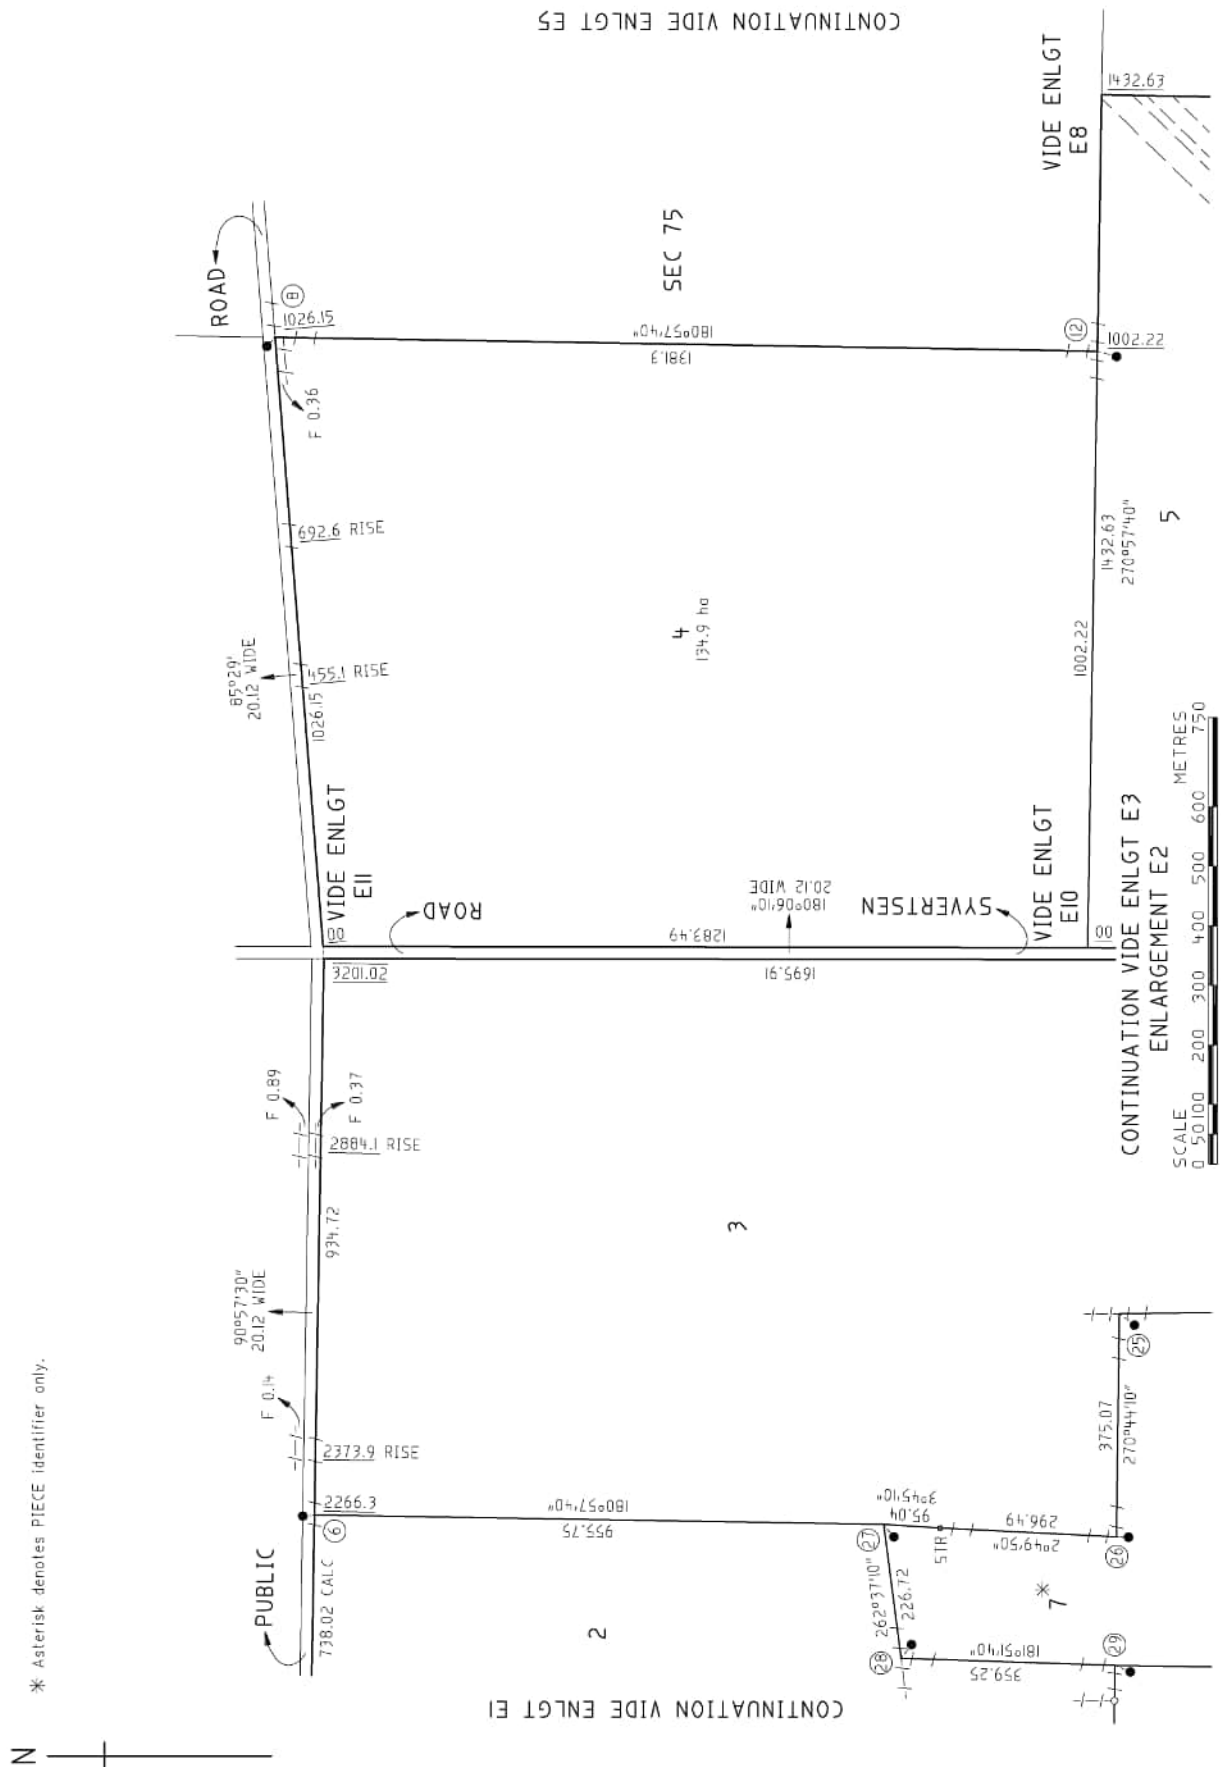 N
* Asterisk denotes PIECE identifier only.
CONTINUATION VIDE ENLGT E1
PUBLIC
738.02 CALC
6
2266.3
F 0.14
2373.9 RISE
90°57'30"
20.12 WIDE
934.72
F 0.89
F 0.37
2884.1 RISE
3201.02
00
VIDE ENLGT
E11
1026.15
455.1 RISE
85°29'
20.12 WIDE
692.6 RISE
F 0.36
1026.15
8
ROAD
CONTINUATION VIDE ENLGT E5
2
955.75
180°57'40"
3
1695.91
1283.49
ROAD
180°06'10"
20.12 WIDE
SYVERTSEN
4
134.9 ha
1381.3
180°57'40"
SEC 75
28
262°37'10"
226.72
27
95.04
3°45'10"
STR
296.49
2°49'50"
359.25
181°51'40"
7*
29
26
375.07
270°44'10"
25
VIDE ENLGT
E10
00
1002.22
1432.63
270°57'40"
5
12
1002.22
VIDE ENLGT
E8
1432.63
CONTINUATION VIDE ENLGT E3
ENLARGEMENT E2
SCALE
METRES
0 50 100 200 300 400 500 600 750